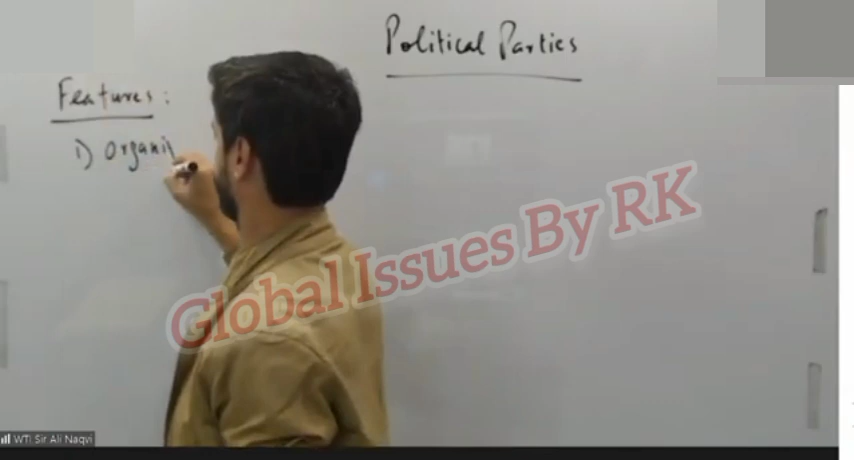 Political Parties
Features:
1) Organi
Global Issues By RK
WTI Sir Ali Naqvi